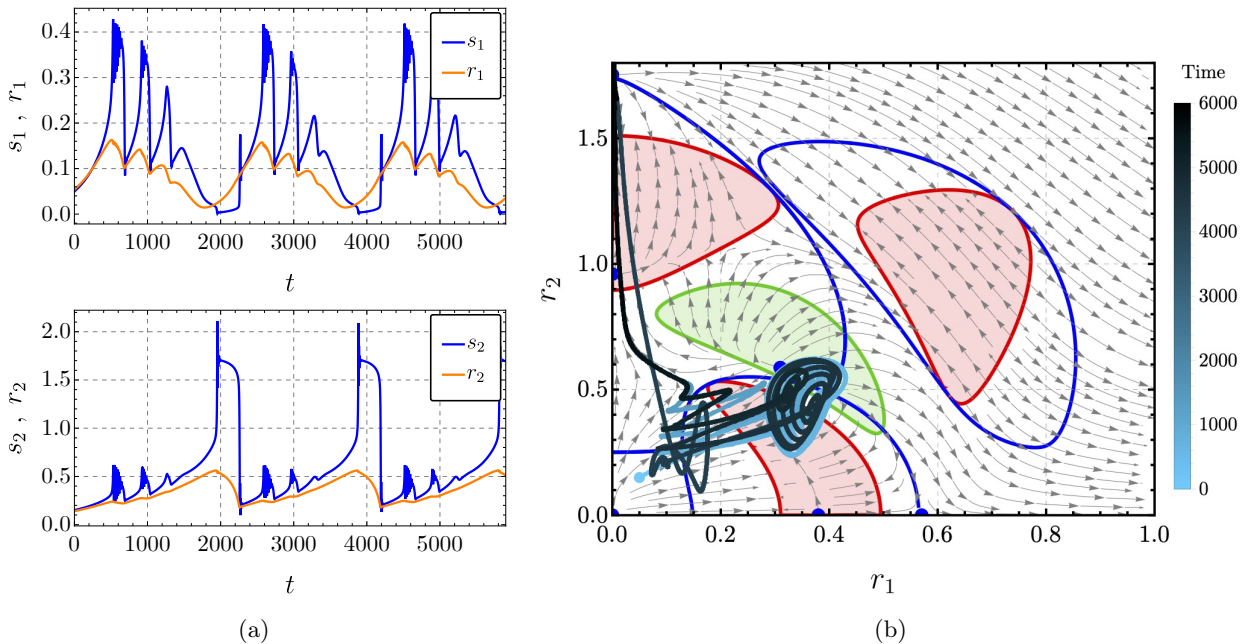 s₁ , r₁
0.4
0.3
0.2
0.1
0.0
s₁
r₁
0 1000 2000 3000 4000 5000
t
s₂ , r₂
2.0
1.5
1.0
0.5
0.0
s₂
r₂
0 1000 2000 3000 4000 5000
t
(a)
r₂
1.5
1.0
0.5
0.0
0.0 0.2 0.4 0.6 0.8 1.0
r₁
Time
6000
5000
4000
3000
2000
1000
0
(b)